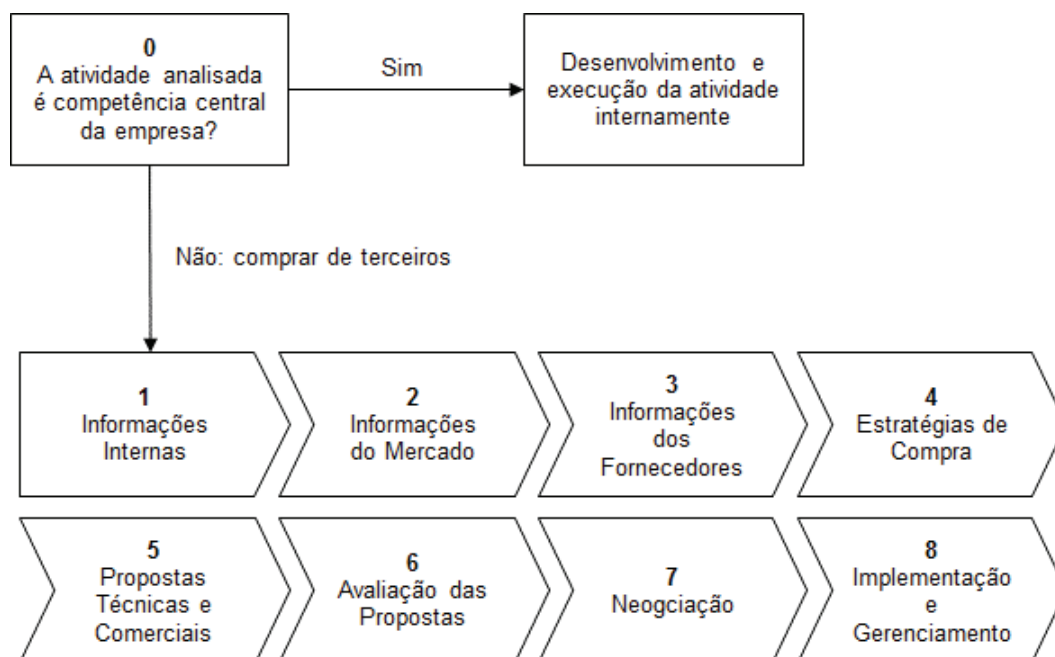 0
A atividade analisada
é competência central
da empresa?
Sim
Desenvolvimento e
execução da atividade
internamente
Não: comprar de terceiros
1
Informações
Internas
2
Informações
do Mercado
3
Informações
dos
Fornecedores
4
Estratégias de
Compra
5
Propostas
Técnicas e
Comerciais
6
Avaliação das
Propostas
7
Neogciação
8
Implementação
e
Gerenciamento